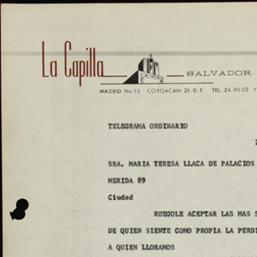 La Capilla
SALVADOR
MADRID No. 13 COYOACAN 21, D. F. TEL. 24-90-02
TELEGRAMA ORDINARIO
SRA. MARIA TERESA LLACA DE PALACIOS
MERIDA 89
Ciudad
RUEGOLE ACEPTAR LAS MAS S
DE QUIEN SIENTE COMO PROPIA LA PERDI
A QUIEN LLORAMOS